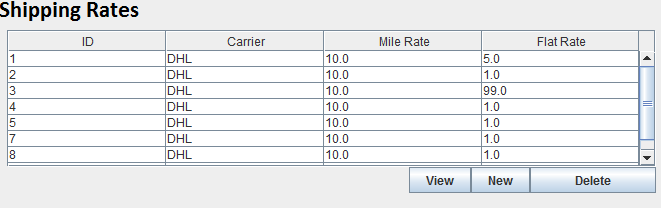 Shipping Rates
ID Carrier Mile Rate Flat Rate
1 DHL 10.0 5.0
2 DHL 10.0 1.0
3 DHL 10.0 99.0
4 DHL 10.0 1.0
5 DHL 10.0 1.0
7 DHL 10.0 1.0
8 DHL 10.0 1.0
View New Delete